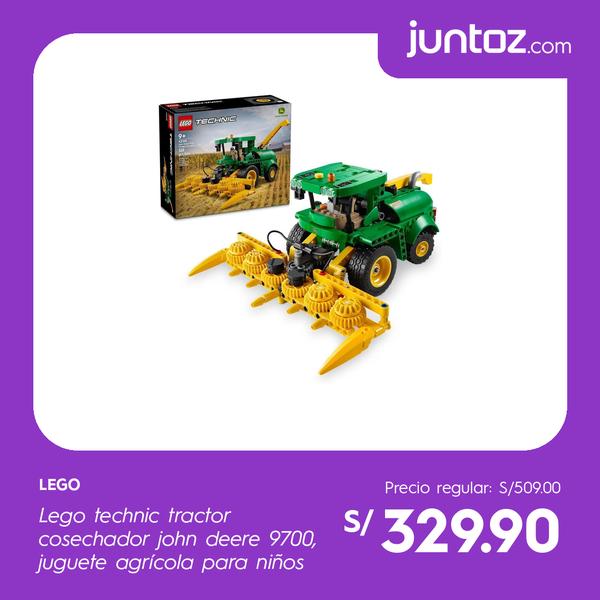 juntoz.com
LEGO TECHNIC
9+
LEGO
Lego technic tractor
cosechador john deere 9700,
juguete agrícola para niños
Precio regular: S/509.00
S/ 329.90